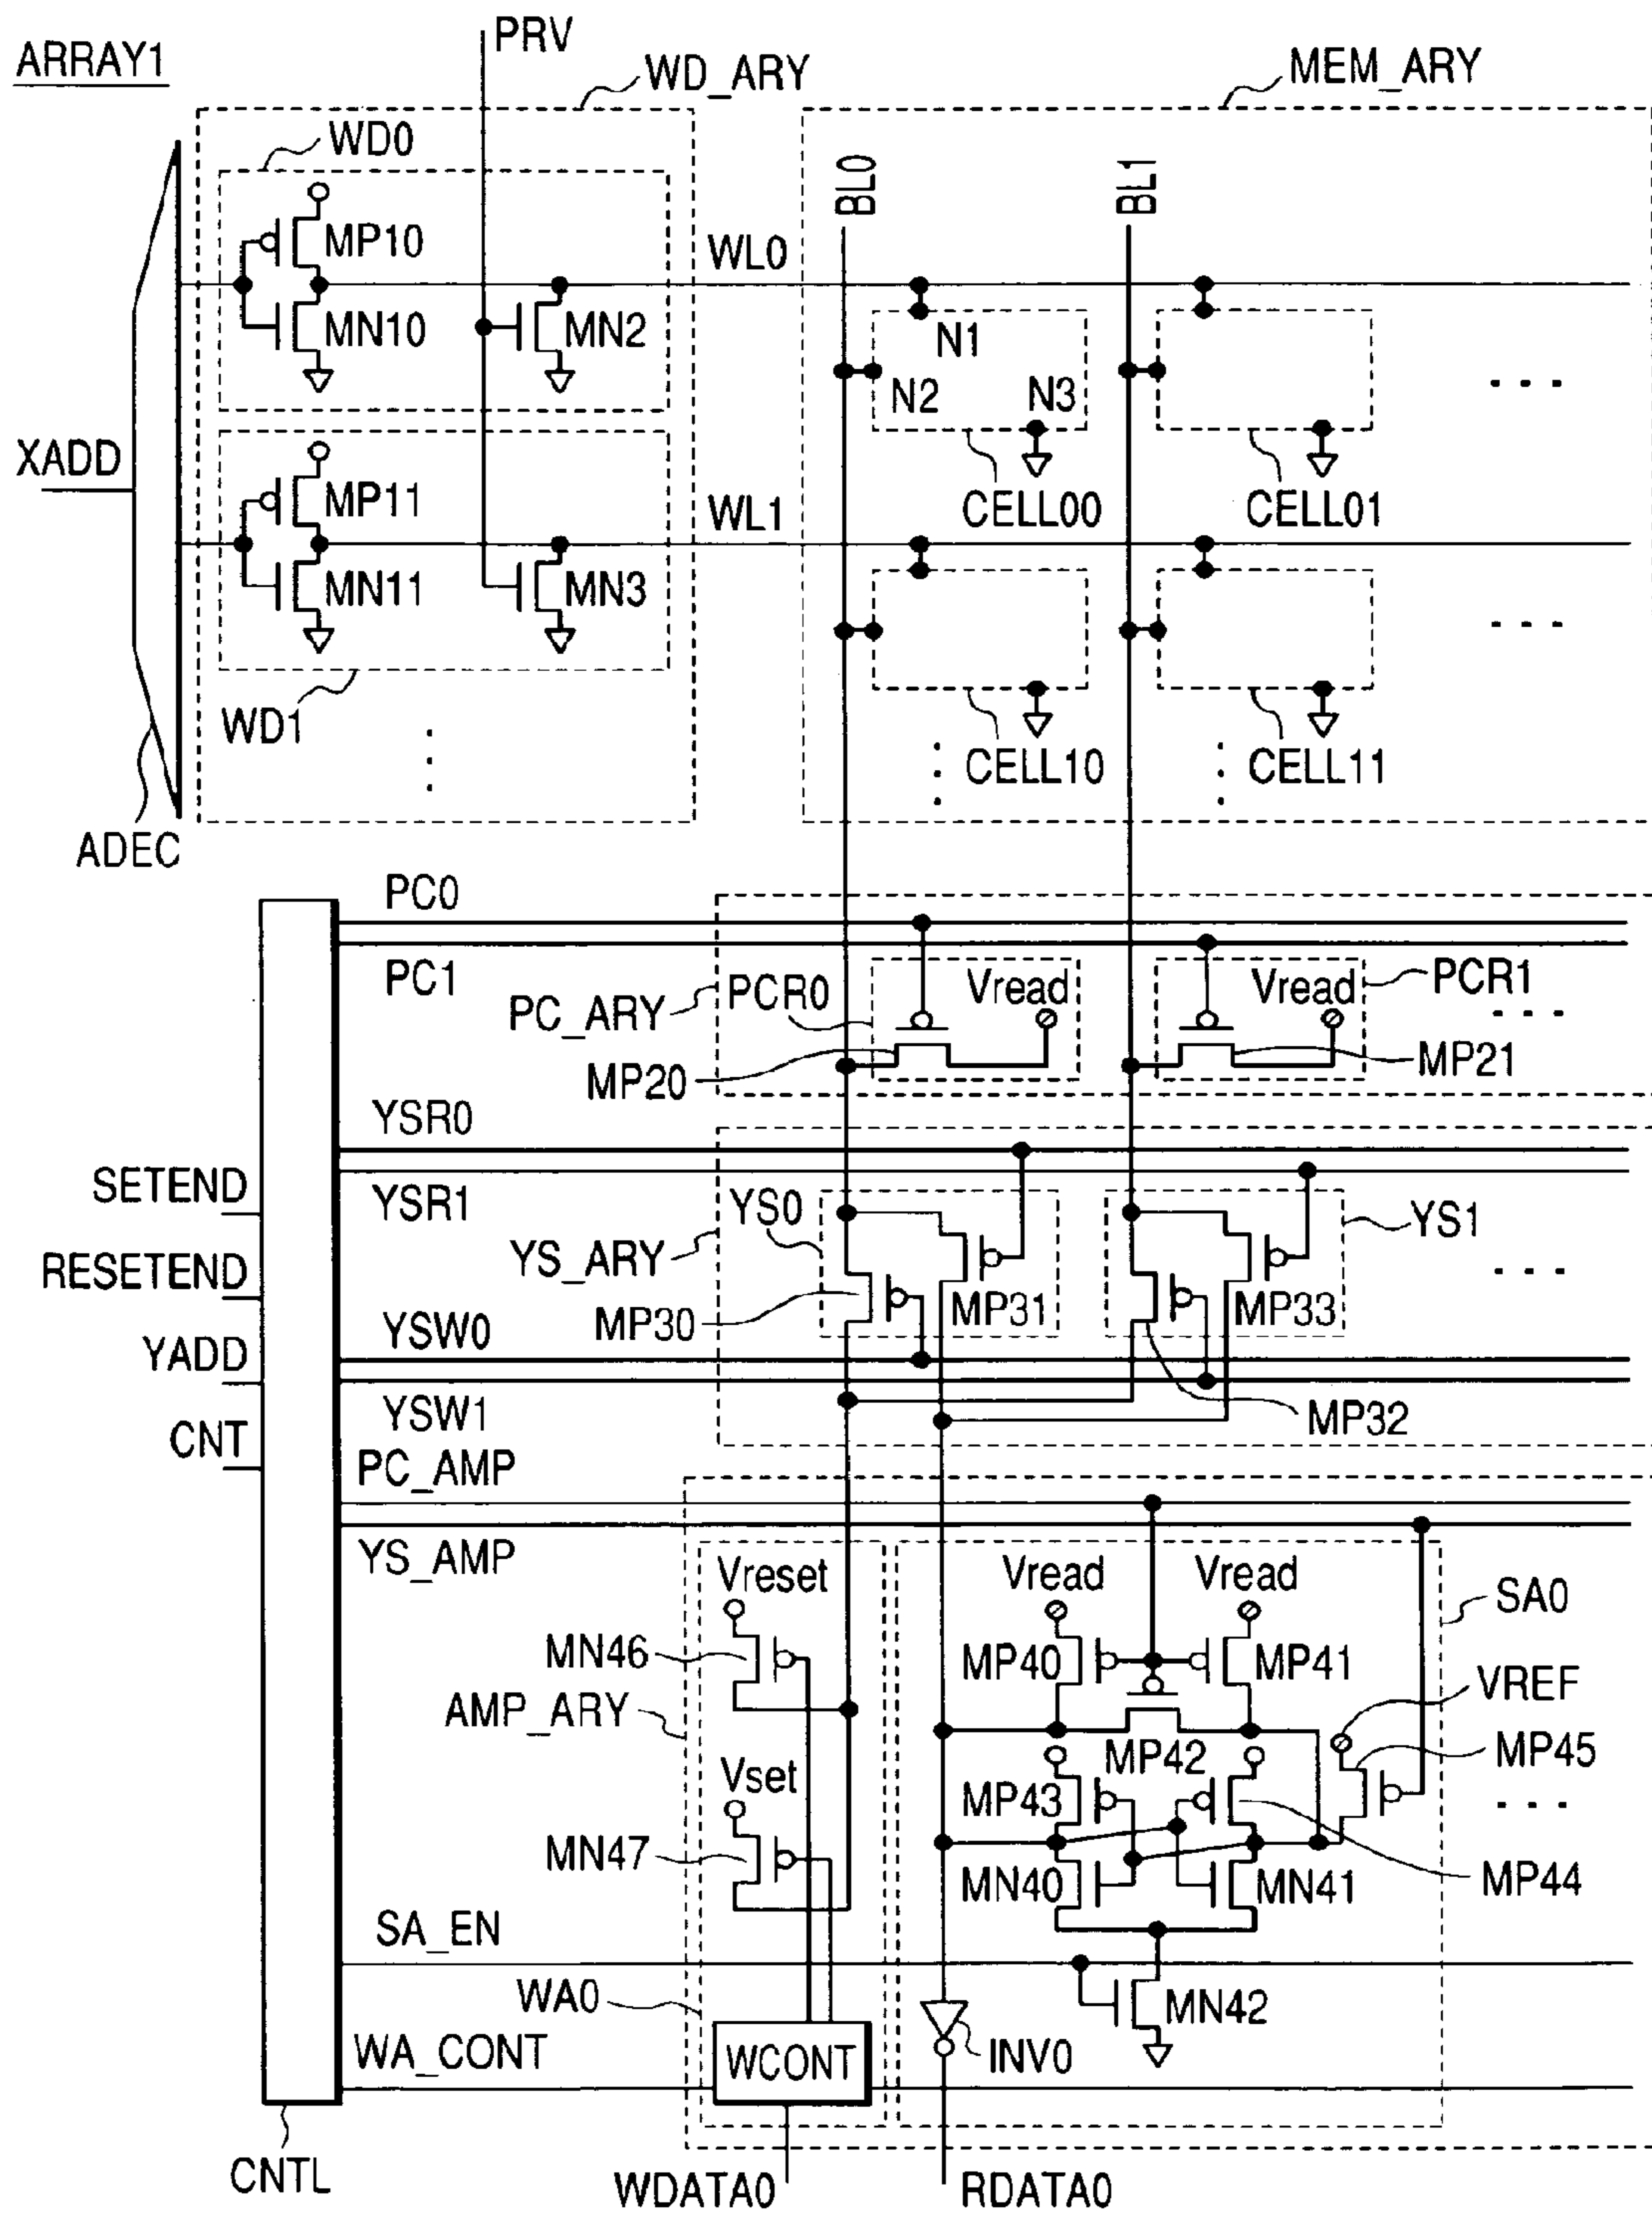 PRV
ARRAY1
WD_ARY
MEM_ARY
WD0
BL0
BL1
MP10
WL0
MN10
MN2
N1
N2
N3
XADD
MP11
WL1
CELL00
CELL01
MN11
MN3
WD1
CELL10
CELL11
ADEC
PC0
PC1
PCR0
Vread
Vread
PCR1
PC_ARY
MP20
MP21
YSR0
SETEND
YSR1
YS0
YS1
YS_ARY
RESETEND
MP30
MP31
MP33
YSW0
YADD
YSW1
MP32
CNT
PC_AMP
YS_AMP
Vreset
Vread
Vread
SA0
MN46
MP40
MP41
VREF
AMP_ARY
MP42
MP45
Vset
MP43
MN47
MN40
MN41
MP44
SA_EN
WA0
MN42
WA_CONT
WCONT
INV0
CNTL
WDATA0
RDATA0